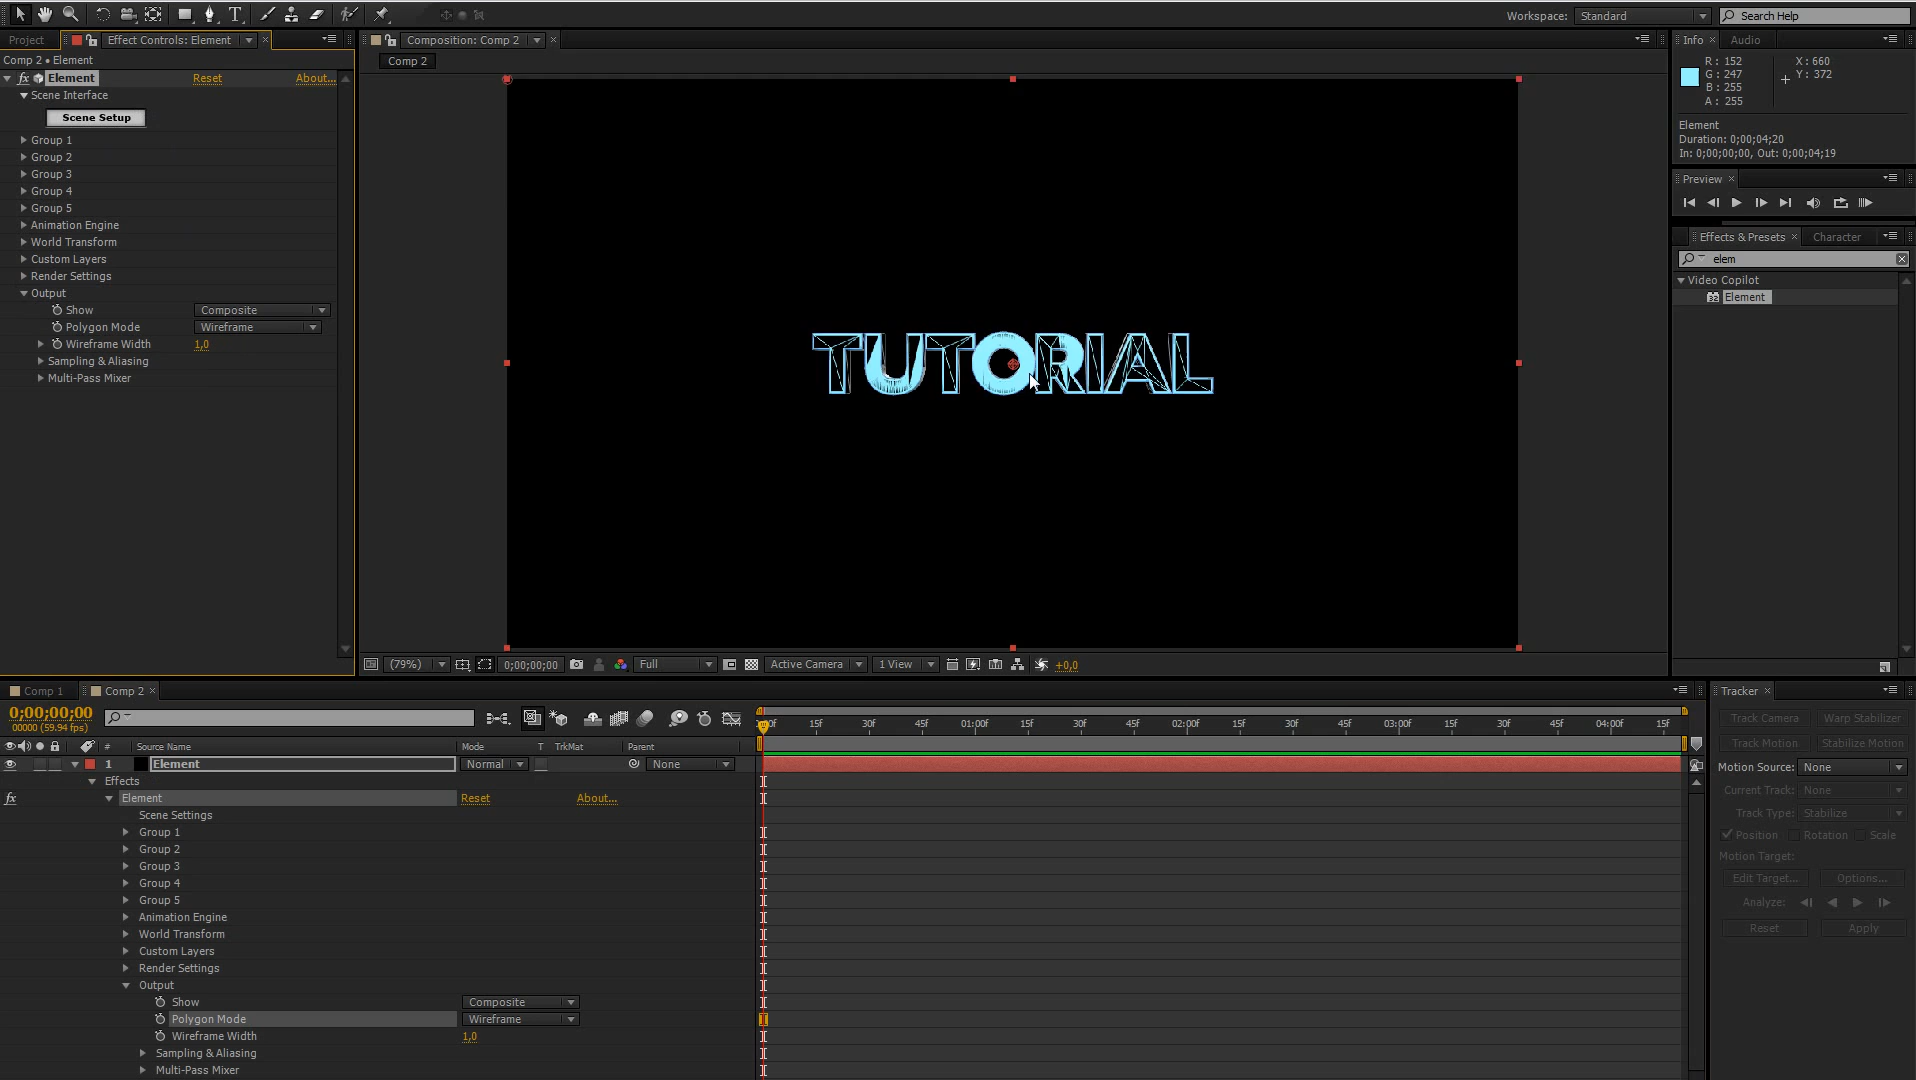 Workspace: Standard Search Help
Project Effect Controls: Element
Comp 2 • Element
Element Reset About...
Scene Interface
Scene Setup
Group 1
Group 2
Group 3
Group 4
Group 5
Animation Engine
World Transform
Custom Layers
Render Settings
Output
Show Composite
Polygon Mode Wireframe
Wireframe Width 1,0
Sampling & Aliasing
Multi-Pass Mixer
Composition: Comp 2
Comp 2
TUTORIAL
(79%) 0;00;00;00 Full Active Camera 1 View +0,0
Info Audio
R : 152 X : 660
G : 247 Y : 372
B : 255
A : 255
Element
Duration: 0;00;04;20
In: 0;00;00;00, Out: 0;00;04;19
Preview
Effects & Presets Character
elem
Video Copilot
32 Element
Comp 1 Comp 2
0;00;00;00
00000 (59.94 fps)
# Source Name Mode T TrkMat Parent
1 Element Normal None
Effects
fx Element Reset About...
Scene Settings
Group 1
Group 2
Group 3
Group 4
Group 5
Animation Engine
World Transform
Custom Layers
Render Settings
Output
Show Composite
Polygon Mode Wireframe
Wireframe Width 1,0
Sampling & Aliasing
Multi-Pass Mixer
15f 30f 45f 01:00f 15f 30f 45f 02:00f 15f 30f 45f 03:00f 15f 30f 45f 04:00f 15f
Tracker
Track Camera Warp Stabilizer
Track Motion Stabilize Motion
Motion Source: None
Current Track: None
Track Type: Stabilize
Position Rotation Scale
Motion Target:
Edit Target... Options...
Analyze:
Reset Apply